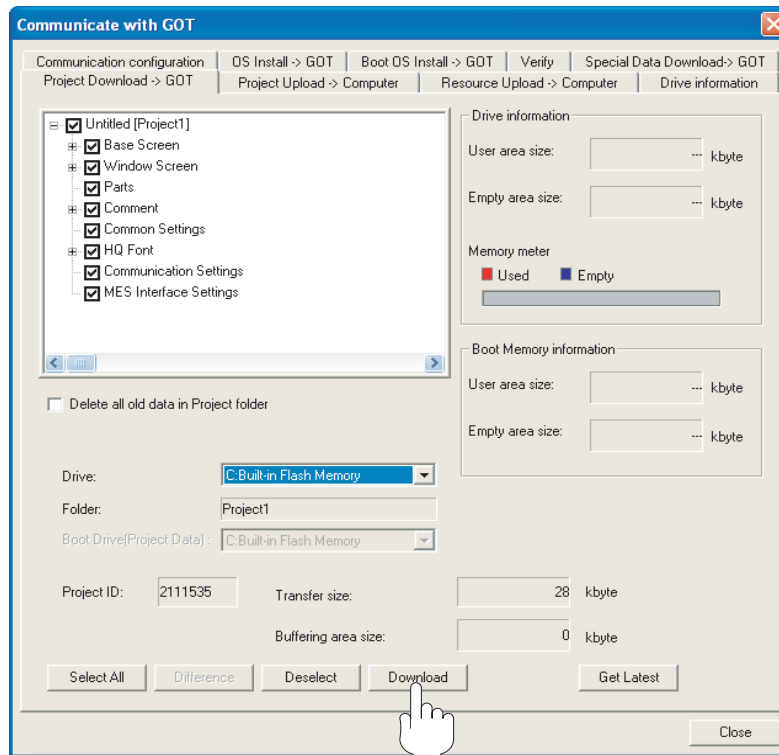 Communicate with GOT
Communication configuration OS Install -> GOT Boot OS Install -> GOT Verify Special Data Download-> GOT
Project Download -> GOT Project Upload -> Computer Resource Upload -> Computer Drive information
Untitled [Project1]
Base Screen
Window Screen
Parts
Comment
Common Settings
HQ Font
Communication Settings
MES Interface Settings
Drive information
User area size: --- kbyte
Empty area size: --- kbyte
Memory meter
Used Empty
Boot Memory information
User area size: --- kbyte
Empty area size: --- kbyte
Delete all old data in Project folder
Drive: C:Built-in Flash Memory
Folder: Project1
Boot Drive(Project Data) : C:Built-in Flash Memory
Project ID: 2111535 Transfer size: 28 kbyte
Buffering area size: 0 kbyte
Select All Difference Deselect Download Get Latest
Close